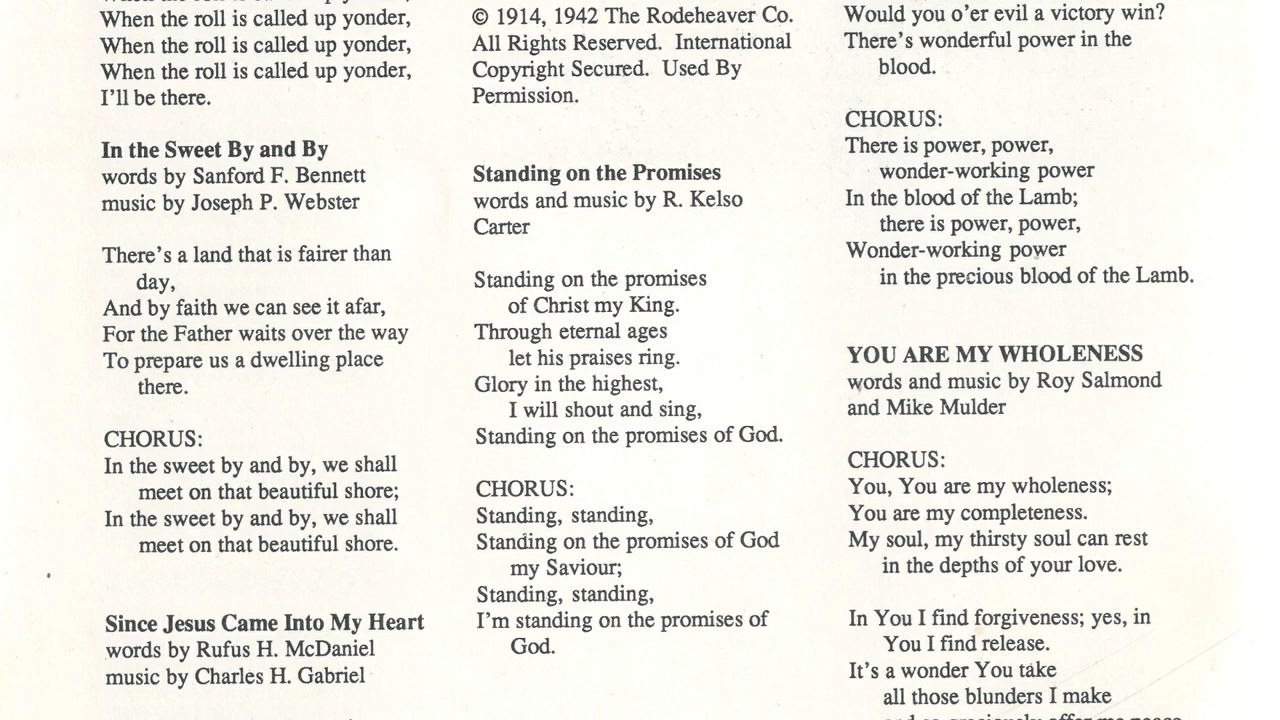 When the roll is called up yonder,
When the roll is called up yonder,
When the roll is called up yonder,
I'll be there.
In the Sweet By and By
words by Sanford F. Bennett
music by Joseph P. Webster
There's a land that is fairer than
day,
And by faith we can see it afar,
For the Father waits over the way
To prepare us a dwelling place
there.
CHORUS:
In the sweet by and by, we shall
meet on that beautiful shore;
In the sweet by and by, we shall
meet on that beautiful shore.
Since Jesus Came Into My Heart
words by Rufus H. McDaniel
music by Charles H. Gabriel
© 1914, 1942 The Rodeheaver Co.
All Rights Reserved. International
Copyright Secured. Used By
Permission.
Standing on the Promises
words and music by R. Kelso
Carter
Standing on the promises
of Christ my King.
Through eternal ages
let his praises ring.
Glory in the highest,
I will shout and sing,
Standing on the promises of God.
CHORUS:
Standing, standing,
Standing on the promises of God
my Saviour;
Standing, standing,
I'm standing on the promises of
God.
Would you o'er evil a victory win?
There's wonderful power in the
blood.
CHORUS:
There is power, power,
wonder-working power
In the blood of the Lamb;
there is power, power,
Wonder-working power
in the precious blood of the Lamb.
YOU ARE MY WHOLENESS
words and music by Roy Salmond
and Mike Mulder
CHORUS:
You, You are my wholeness;
You are my completeness.
My soul, my thirsty soul can rest
in the depths of your love.
In You I find forgiveness; yes, in
You I find release.
It's a wonder You take
all those blunders I make